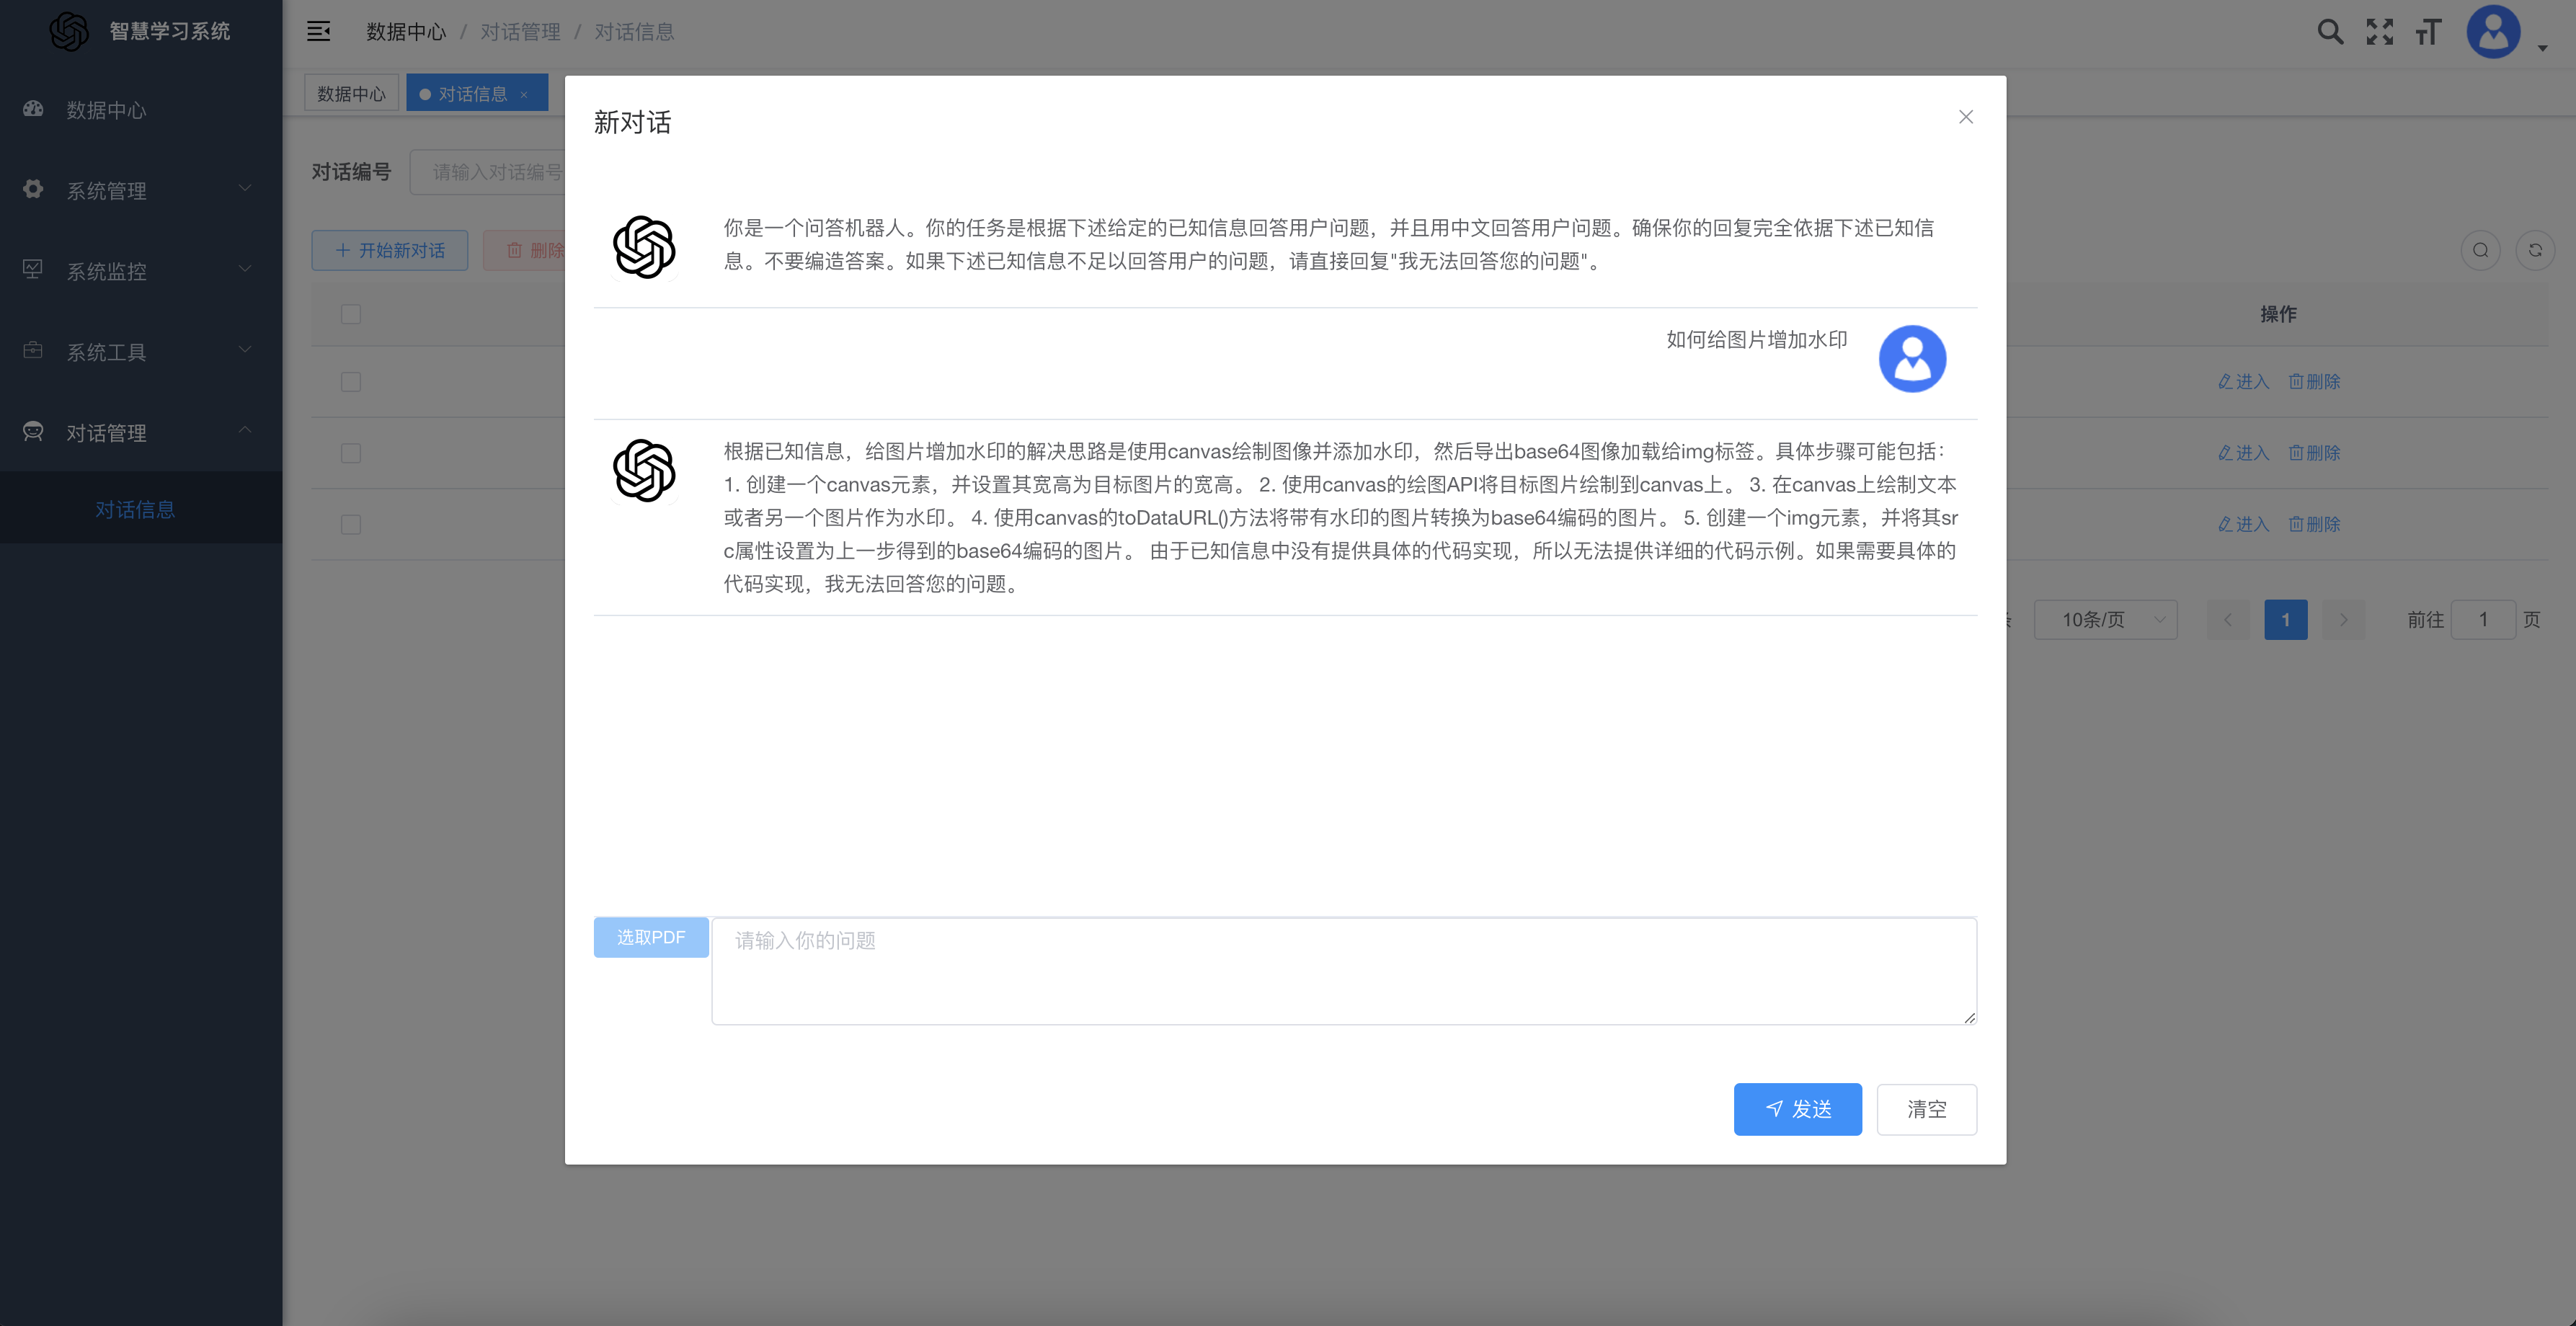 智慧学习系统
数据中心 / 对话管理 / 对话信息
数据中心
系统管理
系统监控
系统工具
对话管理
对话信息
数据中心
对话信息 ×
对话编号
请输入对话编号
+ 开始新对话
删除
操作
进入 删除
进入 删除
进入 删除
10条/页
1
前往 1 页
新对话
你是一个问答机器人。你的任务是根据下述给定的已知信息回答用户问题，并且用中文回答用户问题。确保你的回复完全依据下述已知信
息。不要编造答案。如果下述已知信息不足以回答用户的问题，请直接回复"我无法回答您的问题"。
如何给图片增加水印
根据已知信息，给图片增加水印的解决思路是使用canvas绘制图像并添加水印，然后导出base64图像加载给img标签。具体步骤可能包括：
1. 创建一个canvas元素，并设置其宽高为目标图片的宽高。 2. 使用canvas的绘图API将目标图片绘制到canvas上。 3. 在canvas上绘制文本
或者另一个图片作为水印。 4. 使用canvas的toDataURL()方法将带有水印的图片转换为base64编码的图片。 5. 创建一个img元素，并将其sr
c属性设置为上一步得到的base64编码的图片。 由于已知信息中没有提供具体的代码实现，所以无法提供详细的代码示例。如果需要具体的
代码实现，我无法回答您的问题。
选取PDF
请输入你的问题
发送
清空